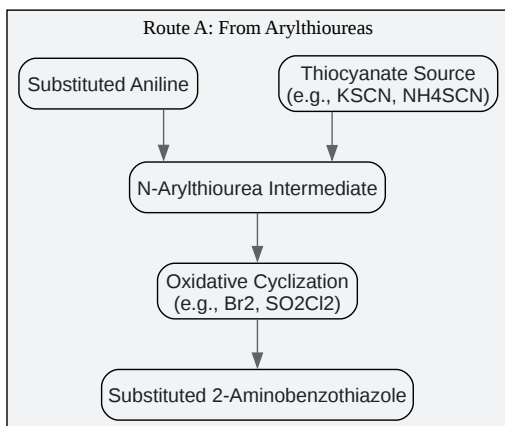 Route A: From Arylthioureas
Substituted Aniline
Thiocyanate Source
(e.g., KSCN, NH4SCN)
N-Arylthiourea Intermediate
Oxidative Cyclization
(e.g., Br2, SO2Cl2)
Substituted 2-Aminobenzothiazole